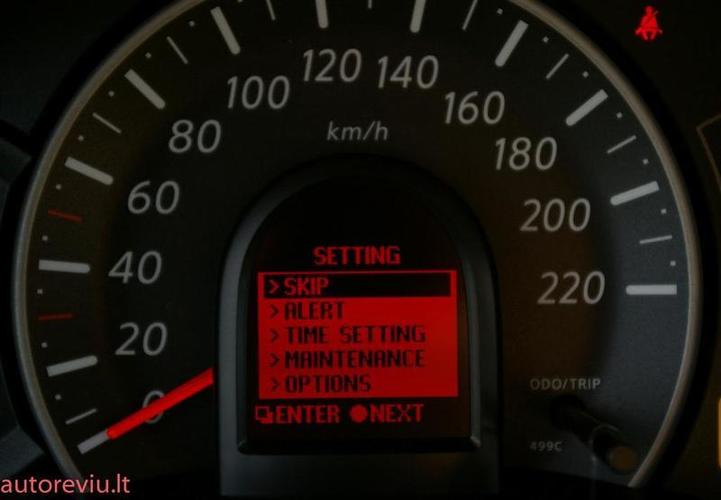 120 140
100 160
km/h
80 180
60
200
40
220
20
0
SETTING
>SKIP
>ALERT
>TIME SETTING
>MAINTENANCE
>OPTIONS
ENTER NEXT
ODO/TRIP
499C
autoreviu.lt